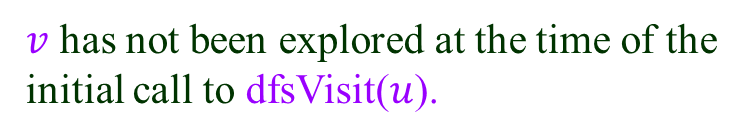 v has not been explored at the time of the
initial call to dfsVisit(u).